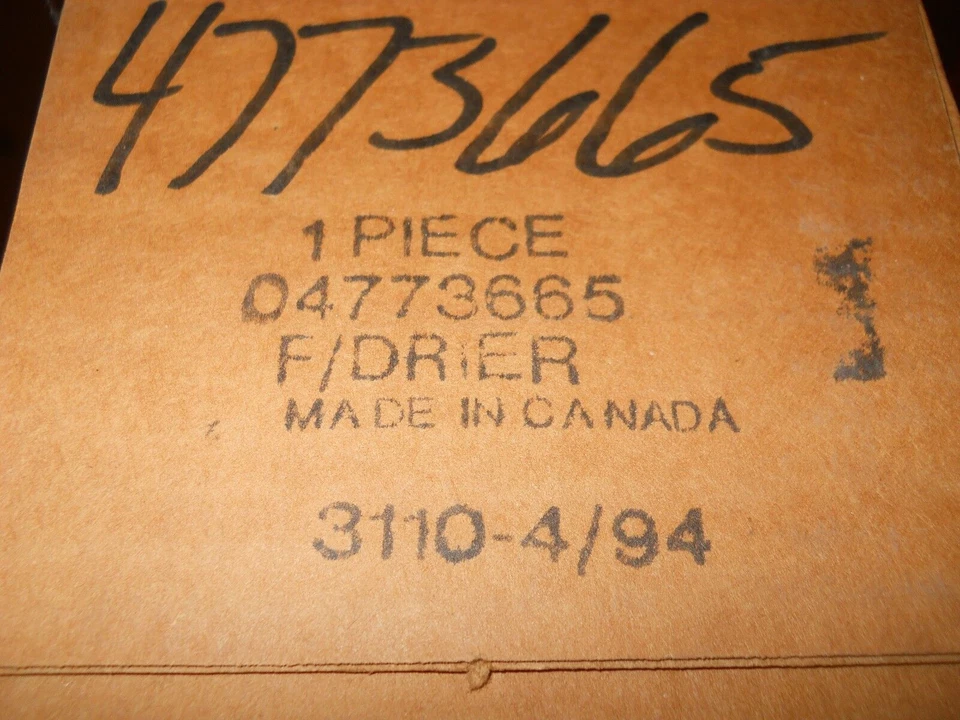 4773665
1 PIECE
04773665
F/DRIER
MADE IN CANADA
3110-4/94